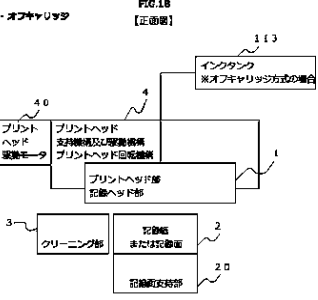 FIG.1B
・オフキャリッジ
【正面図】
113
インクタンク
※オフキャリッジ方式の場合
40
4
プリント
ヘッド
駆動モータ
プリントヘッド
支持機構及び駆動機構
プリントヘッド回転機構
1
プリントヘッド部
記録ヘッド部
3
クリーニング部
記録紙
または記録面
2
記録面支持部
20